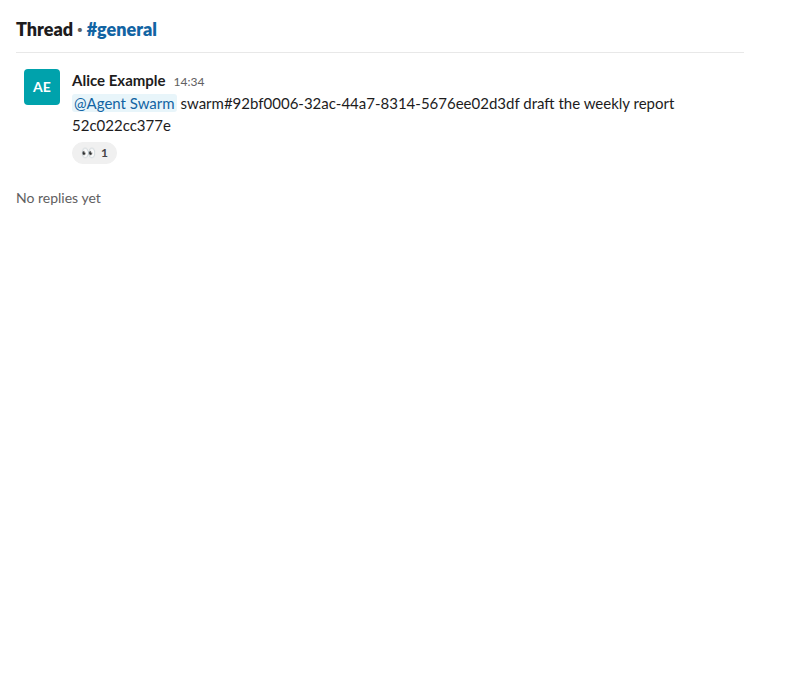 Thread • #general
AE
Alice Example 14:34
@Agent Swarm swarm#92bf0006-32ac-44a7-8314-5676ee02d3df draft the weekly report
52c022cc377e
👀 1
No replies yet